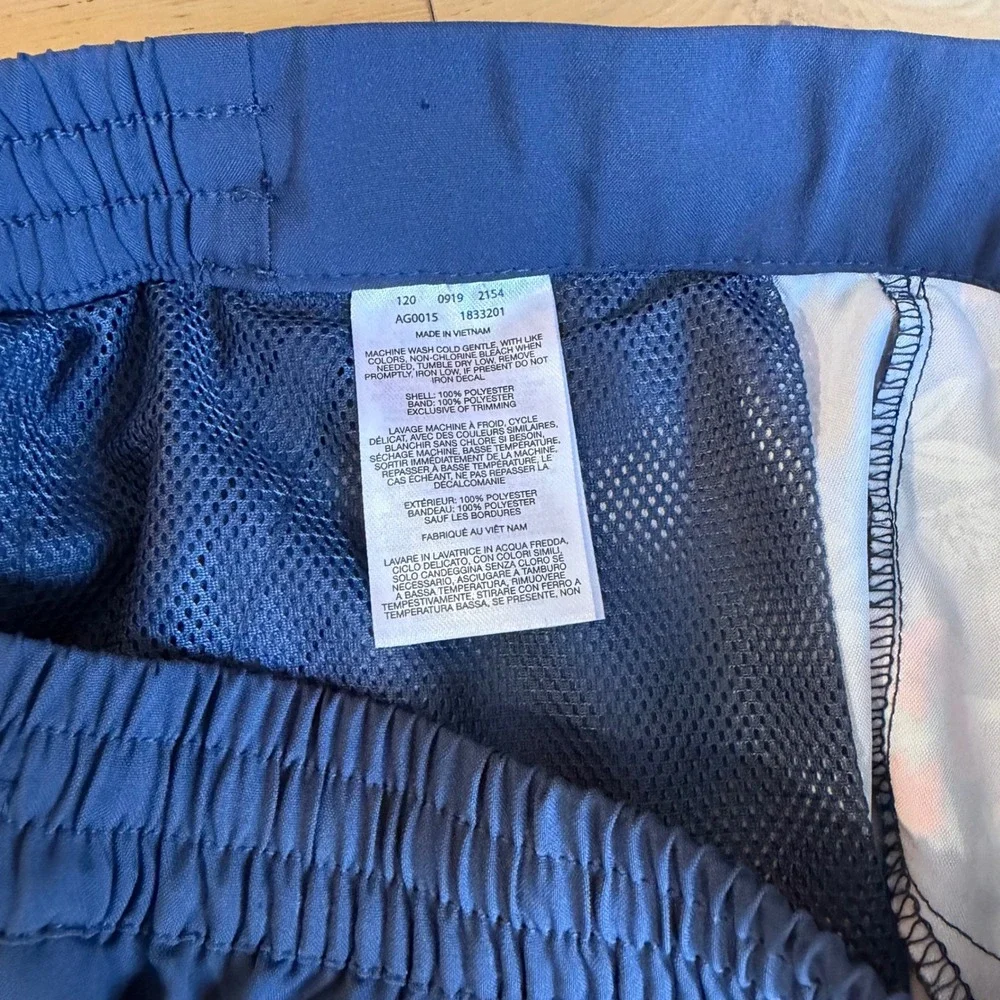 120 0919 2154
AG0015 1833201
MADE IN VIETNAM
MACHINE WASH COLD GENTLE, WITH LIKE
COLORS, NON-CHLORINE BLEACH WHEN
NEEDED, TUMBLE DRY LOW, REMOVE
PROMPTLY, IRON LOW, IF PRESENT DO NOT
IRON DECAL
SHELL: 100% POLYESTER
BAND: 100% POLYESTER
EXCLUSIVE OF TRIMMING
LAVAGE MACHINE À FROID, CYCLE
DÉLICAT, AVEC DES COULEURS SIMILAIRES,
BLANCHIR SANS CHLORE SI BESOIN,
SÉCHAGE MACHINE, BASSE TEMPÉRATURE,
SORTIR IMMÉDIATEMENT DE LA MACHINE,
REPASSER À BASSE TEMPÉRATURE, LE
CAS ÉCHEANT, NE PAS REPASSER LA
DÉCALCOMANIE
EXTÉRIEUR: 100% POLYESTER
BANDEAU: 100% POLYESTER
SAUF LES BORDURES
FABRIQUÉ AU VIÊT NAM
LAVARE IN LAVATRICE IN ACQUA FREDDA,
CICLO DELICATO, CON COLORI SIMILI,
SOLO CANDEGGINA SENZA CLORO SE
NECESSARIO, ASCIUGARE A TAMBURO
A BASSA TEMPERATURA, RIMUOVERE
TEMPESTIVAMENTE, STIRARE CON FERRO A
TEMPERATURA BASSA, SE PRESENTE, NON